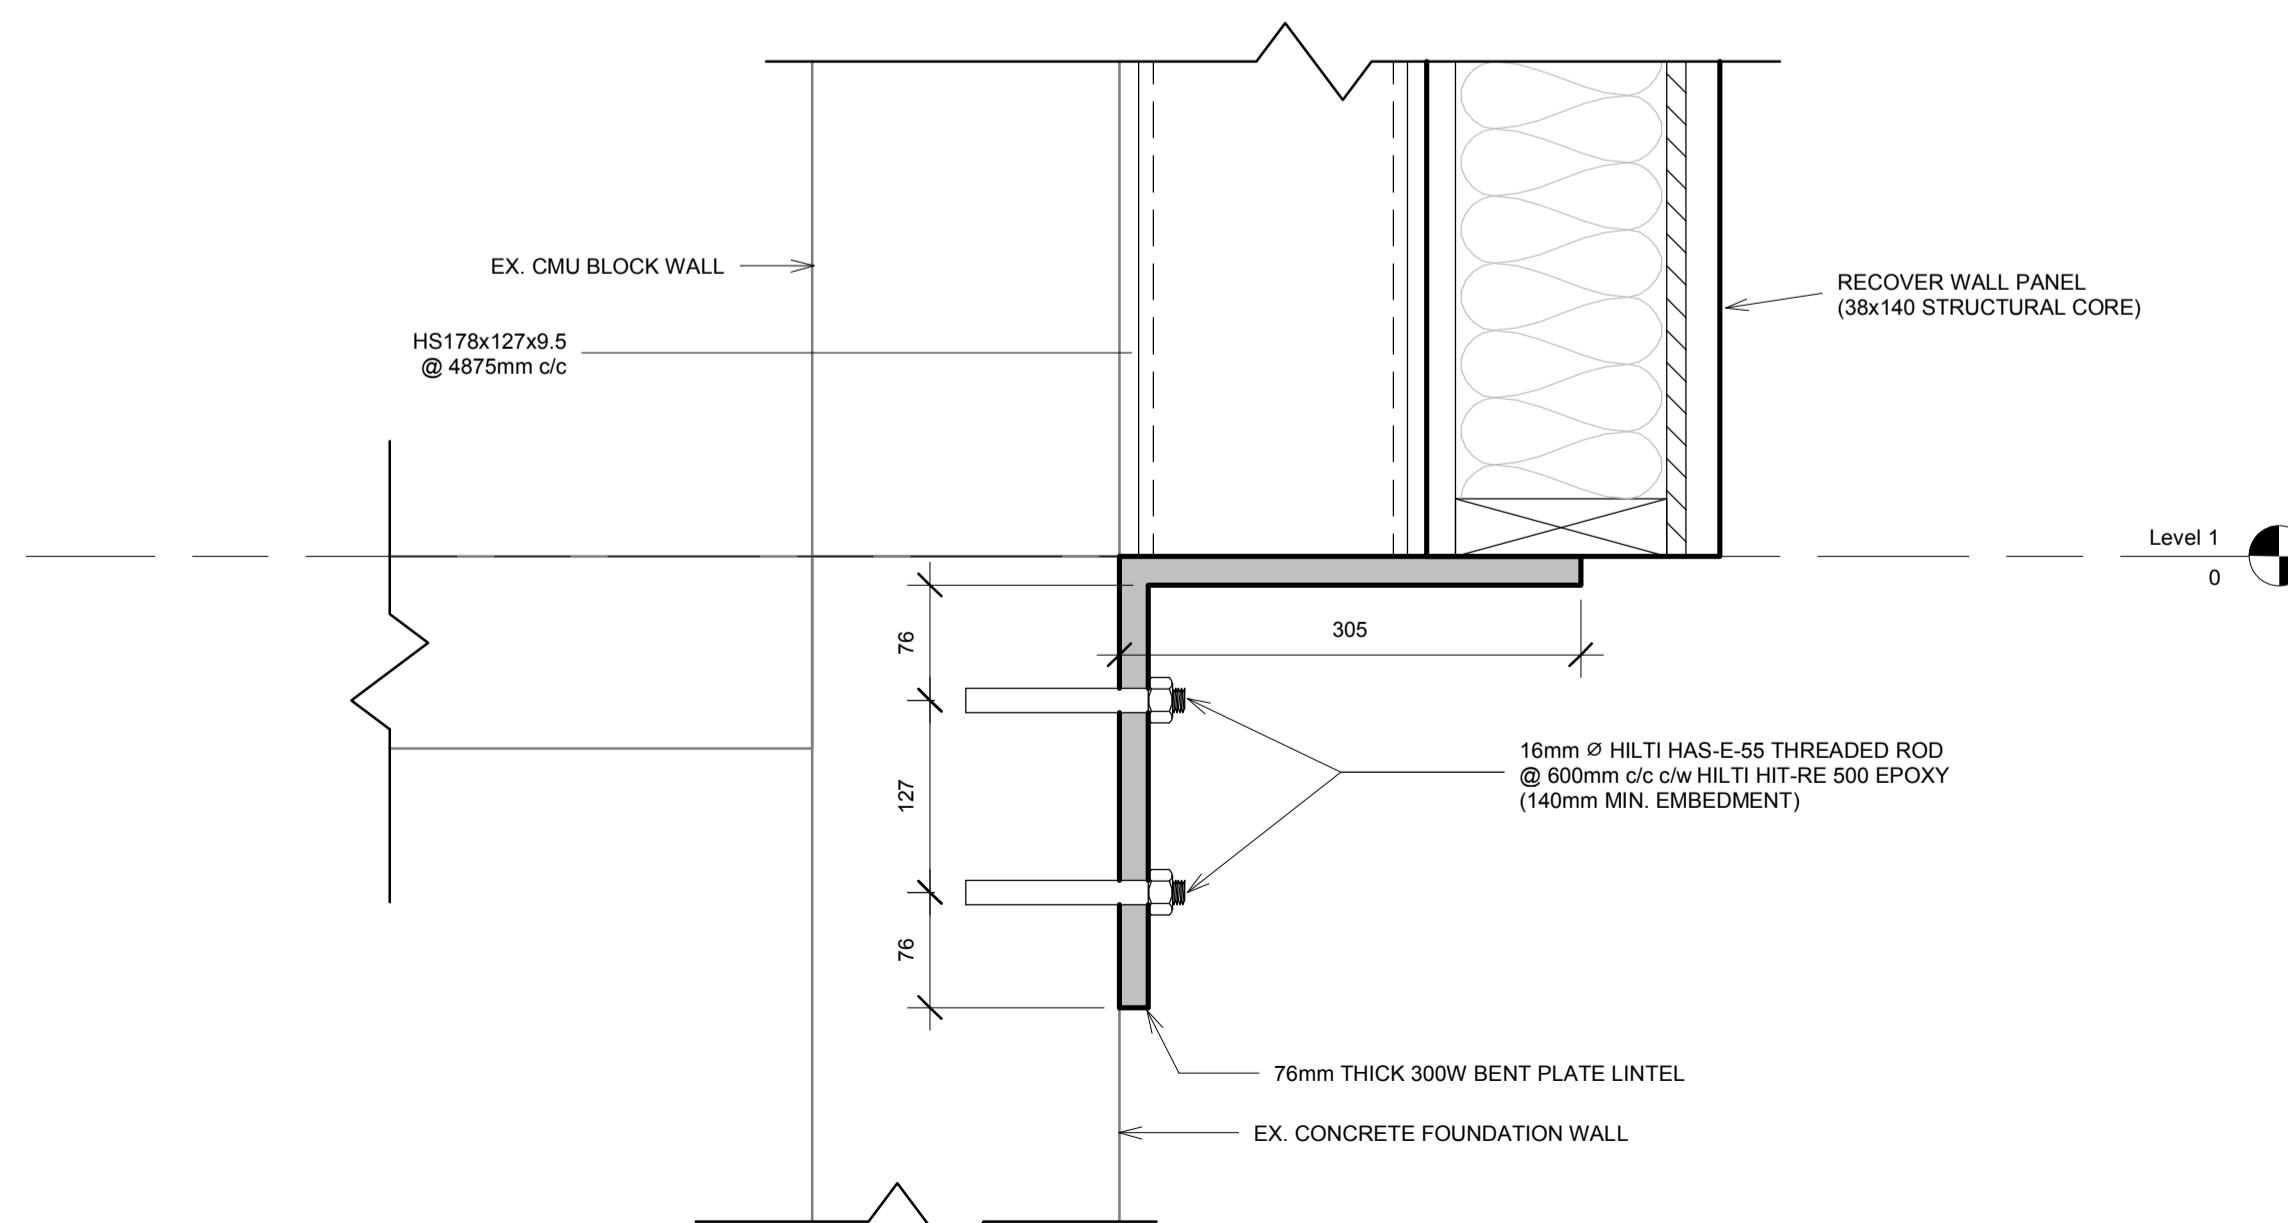 EX. CMU BLOCK WALL
RECOVER WALL PANEL
(38x140 STRUCTURAL CORE)
HS178x127x9.5
@ 4875mm c/c
Level 1
0
76
305
16mm Ø HILTI HAS-E-55 THREADED ROD
@ 600mm c/c c/w HILTI HIT-RE 500 EPOXY
(140mm MIN. EMBEDMENT)
127
76
76mm THICK 300W BENT PLATE LINTEL
EX. CONCRETE FOUNDATION WALL